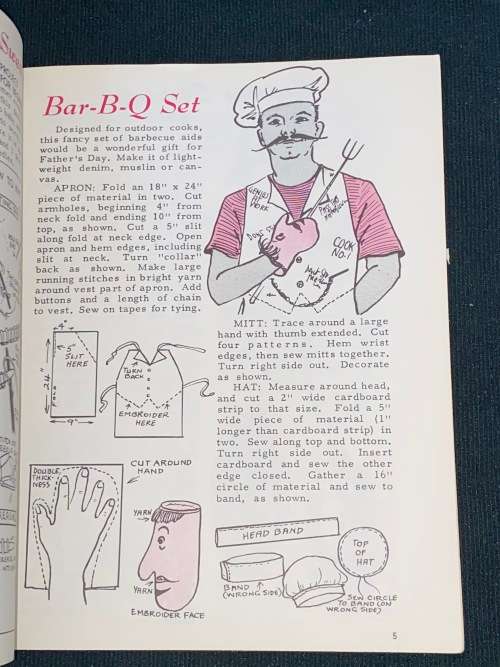 Bar-B-Q Set
Designed for outdoor cooks,
this fancy set of barbecue aids
would be a wonderful gift for
Father's Day. Make it of light-
weight denim, muslin or can-
vas.
APRON: Fold an 18" x 24"
piece of material in two. Cut
armholes, beginning 4" from
neck fold and ending 10" from
top, as shown. Cut a 5" slit
along fold at neck edge. Open
apron and hem edges, including
slit at neck. Turn "collar"
back as shown. Make large
running stitches in bright yarn
around vest part of apron. Add
buttons and a length of chain
to vest. Sew on tapes for tying.
GENIUS
AT
WORK
COOK
NO.1
MITT: Trace around a large
hand with thumb extended. Cut
four patterns. Hem wrist
edges, then sew mitts together.
Turn right side out. Decorate
as shown.
HAT: Measure around head,
and cut a 2" wide cardboard
strip to that size. Fold a 5"
wide piece of material (1"
longer than cardboard strip) in
two. Sew along top and bottom.
Turn right side out. Insert
cardboard and sew the other
edge closed. Gather a 16"
circle of material and sew to
band, as shown.
4"
5"
SLIT
HERE
24"
FOLD
9"
TURN
BACK
EMBROIDER
HERE
DOUBLE
THICK-
NESS
CUT AROUND
HAND
YARN
YARN
EMBROIDER FACE
HEAD BAND
BAND
(WRONG SIDE)
TOP
OF
HAT
SEW CIRCLE
TO BAND (ON
WRONG SIDE)
5